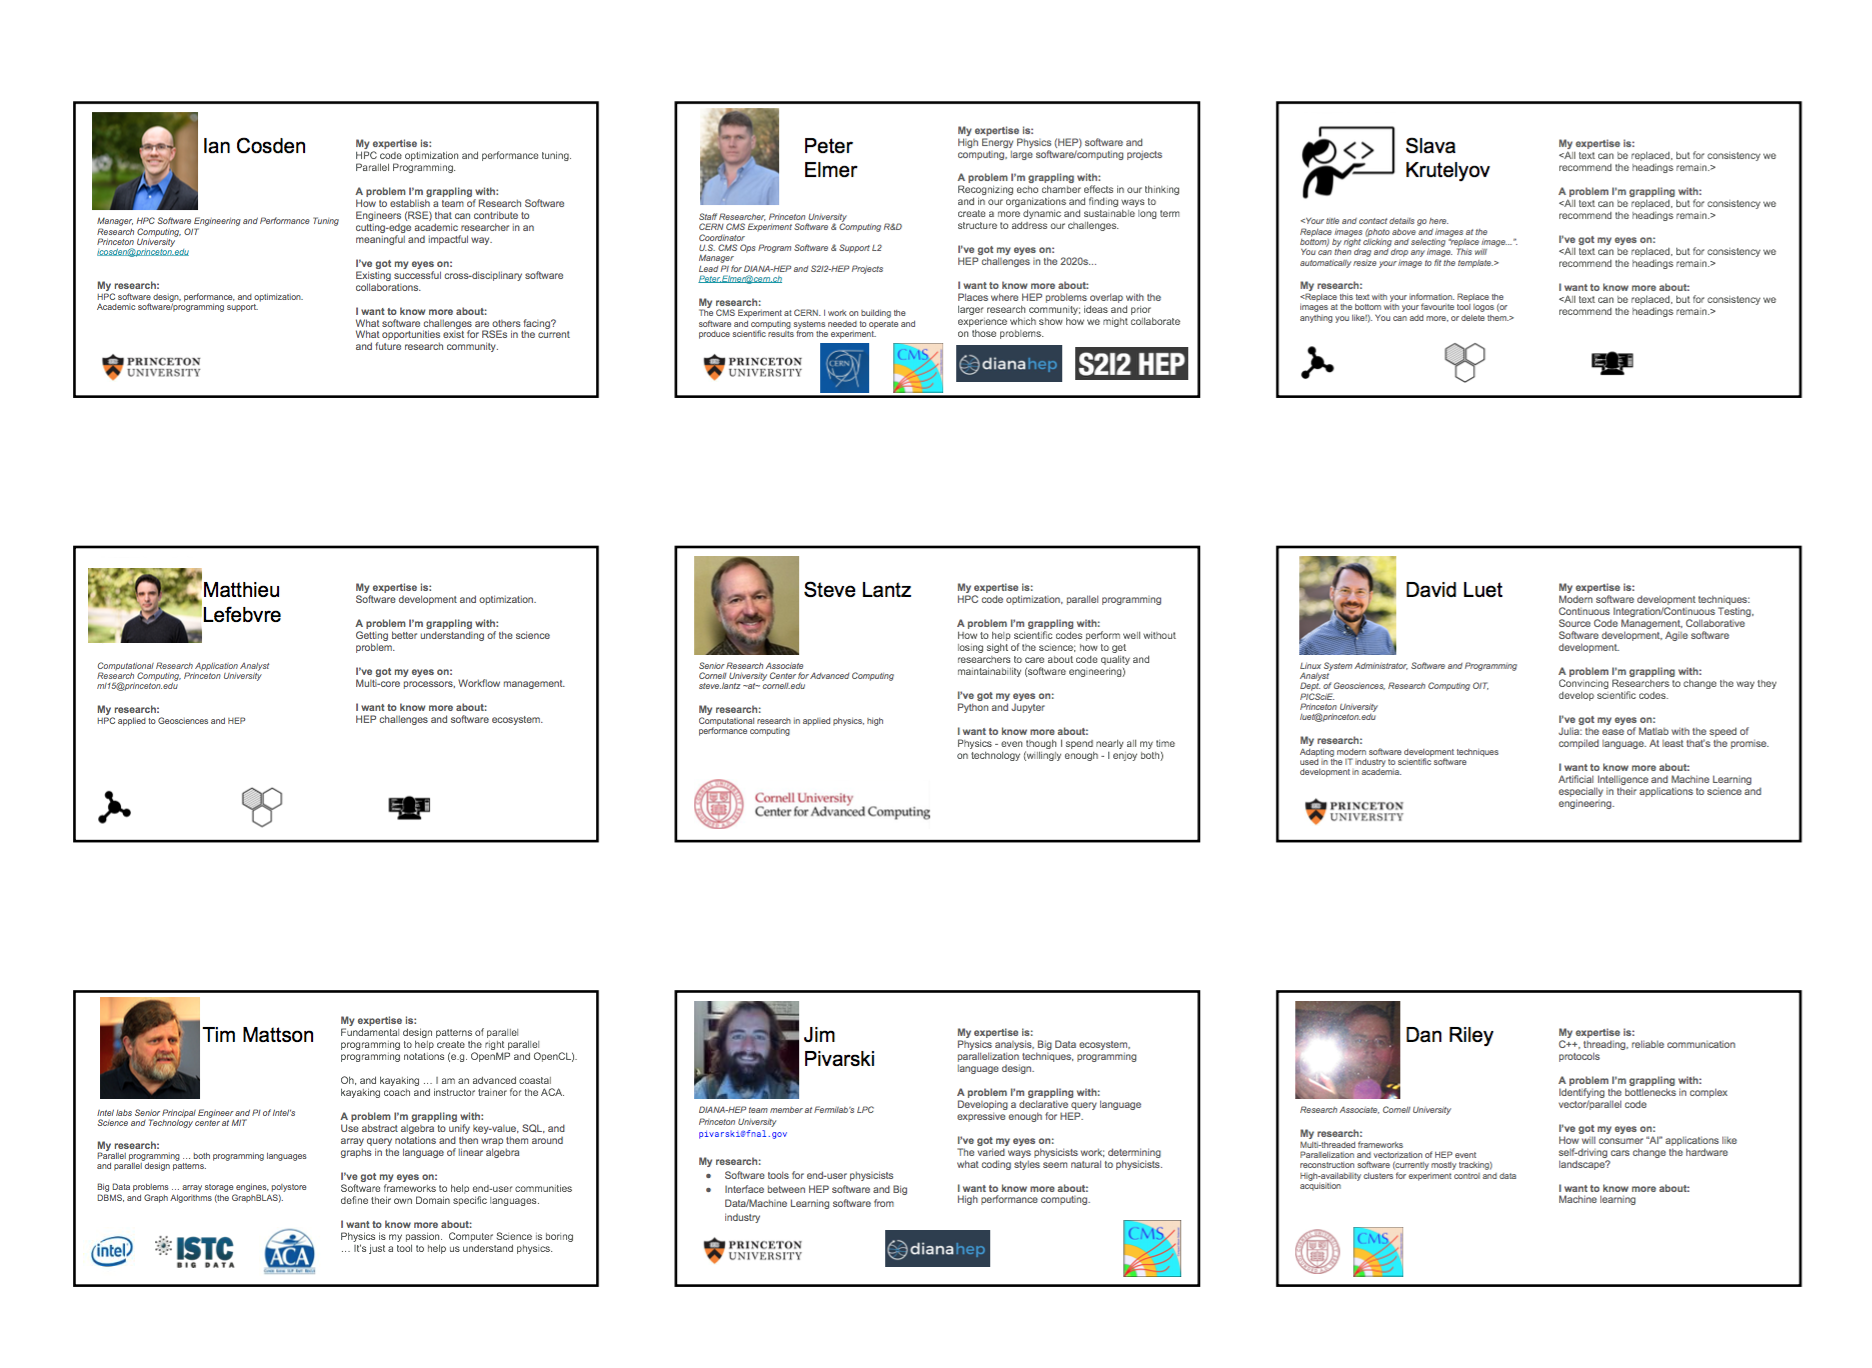 Ian Cosden
Manager, HPC Software Engineering and Performance Tuning
Research Computing, OIT
Princeton University
icosden@princeton.edu
My research:
HPC software design, performance, and optimization.
Academic software/programming support.
PRINCETON
UNIVERSITY
My expertise is:
HPC code optimization and performance tuning.
Parallel Programming.
A problem I'm grappling with:
How to establish a team of Research Software
Engineers (RSE) that can contribute to
cutting-edge academic researcher in an
meaningful and impactful way.
I've got my eyes on:
Existing successful cross-disciplinary software
collaborations.
I want to know more about:
What software challenges are others facing?
What opportunities exist for RSEs in the current
and future research community.
Peter
Elmer
Staff Researcher, Princeton University
CERN CMS Experiment Software & Computing R&D
Coordinator
U.S. CMS Ops Program Software & Support L2
Manager
Lead PI for DIANA-HEP and S2I2-HEP Projects
Peter.Elmer@cern.ch
My research:
The CMS Experiment at CERN. I work on building the
software and computing systems needed to operate and
produce scientific results from the experiment.
My expertise is:
High Energy Physics (HEP) software and
computing, large software/computing projects
A problem I'm grappling with:
Recognizing echo chamber effects in our thinking
and in our organizations and finding ways to
create a more dynamic and sustainable long term
structure to address our challenges.
I've got my eyes on:
HEP challenges in the 2020s...
I want to know more about:
Places where HEP problems overlap with the
larger research community; ideas and prior
experience which show how we might collaborate
on those problems.
PRINCETON
UNIVERSITY
CERN
CMS
dianahep
S2I2 HEP
Slava
Krutelyov
<Your title and contact details go here.
Replace images (photo above and images at the
bottom) by right clicking and selecting "replace image...".
You can then drag and drop any image. This will
automatically resize your image to fit the template.>
My research:
<Replace this text with your information. Replace the
images at the bottom with your favourite tool logos (or
anything you like!). You can add more, or delete them.>
My expertise is:
<All text can be replaced, but for consistency we
recommend the headings remain.>
A problem I'm grappling with:
<All text can be replaced, but for consistency we
recommend the headings remain.>
I've got my eyes on:
<All text can be replaced, but for consistency we
recommend the headings remain.>
I want to know more about:
<All text can be replaced, but for consistency we
recommend the headings remain.>
Matthieu
Lefebvre
Computational Research Application Analyst
Research Computing, Princeton University
ml15@princeton.edu
My research:
HPC applied to Geosciences and HEP
My expertise is:
Software development and optimization.
A problem I'm grappling with:
Getting better understanding of the science
problem.
I've got my eyes on:
Multi-core processors, Workflow management.
I want to know more about:
HEP challenges and software ecosystem.
Steve Lantz
Senior Research Associate
Cornell University Center for Advanced Computing
steve.lantz ~at~ cornell.edu
My research:
Computational research in applied physics, high
performance computing
Cornell University
Center for Advanced Computing
My expertise is:
HPC code optimization, parallel programming
A problem I'm grappling with:
How to help scientific codes perform well without
losing sight of the science; how to get
researchers to care about code quality and
maintainability (software engineering)
I've got my eyes on:
Python and Jupyter
I want to know more about:
Physics - even though I spend nearly all my time
on technology (willingly enough - I enjoy both)
David Luet
Linux System Administrator, Software and Programming
Analyst
Dept. of Geosciences, Research Computing OIT,
PICSciE.
Princeton University
luet@princeton.edu
My research:
Adapting modern software development techniques
used in the IT industry to scientific software
development in academia.
PRINCETON
UNIVERSITY
My expertise is:
Modern software development techniques:
Continuous Integration/Continuous Testing,
Source Code Management, Collaborative
Software development, Agile software
development.
A problem I'm grappling with:
Convincing Researchers to change the way they
develop scientific codes.
I've got my eyes on:
Julia: the ease of Matlab with the speed of
compiled language. At least that's the promise.
I want to know more about:
Artificial Intelligence and Machine Learning
especially in their applications to science and
engineering.
Tim Mattson
Intel labs Senior Principal Engineer and PI of Intel's
Science and Technology center at MIT
My research:
Parallel programming … both programming languages
and parallel design patterns.
Big Data problems … array storage engines, polystore
DBMS, and Graph Algorithms (the GraphBLAS).
intel
ISTC
BIG DATA
ACA
My expertise is:
Fundamental design patterns of parallel
programming to help create the right parallel
programming notations (e.g. OpenMP and OpenCL).
Oh, and kayaking … I am an advanced coastal
kayaking coach and instructor trainer for the ACA.
A problem I'm grappling with:
Use abstract algebra to unify key-value, SQL, and
array query notations and then wrap them around
graphs in the language of linear algebra
I've got my eyes on:
Software frameworks to help end-user communities
define their own Domain specific languages.
I want to know more about:
Physics is my passion. Computer Science is boring
… It's just a tool to help us understand physics.
Jim
Pivarski
DIANA-HEP team member at Fermilab's LPC
Princeton University
pivarski@fnal.gov
My research:
● Software tools for end-user physicists
● Interface between HEP software and Big
Data/Machine Learning software from
industry
PRINCETON
UNIVERSITY
dianahep
CMS
My expertise is:
Physics analysis, Big Data ecosystem,
parallelization techniques, programming
language design.
A problem I'm grappling with:
Developing a declarative query language
expressive enough for HEP.
I've got my eyes on:
The varied ways physicists work; determining
what coding styles seem natural to physicists.
I want to know more about:
High performance computing.
Dan Riley
Research Associate, Cornell University
My research:
Multi-threaded frameworks
Parallelization and vectorization of HEP event
reconstruction software (currently mostly tracking)
High-availability clusters for experiment control and data
acquisition
CMS
My expertise is:
C++, threading, reliable communication
protocols
A problem I'm grappling with:
Identifying the bottlenecks in complex
vector/parallel code
I've got my eyes on:
How will consumer "AI" applications like
self-driving cars change the hardware
landscape?
I want to know more about:
Machine learning